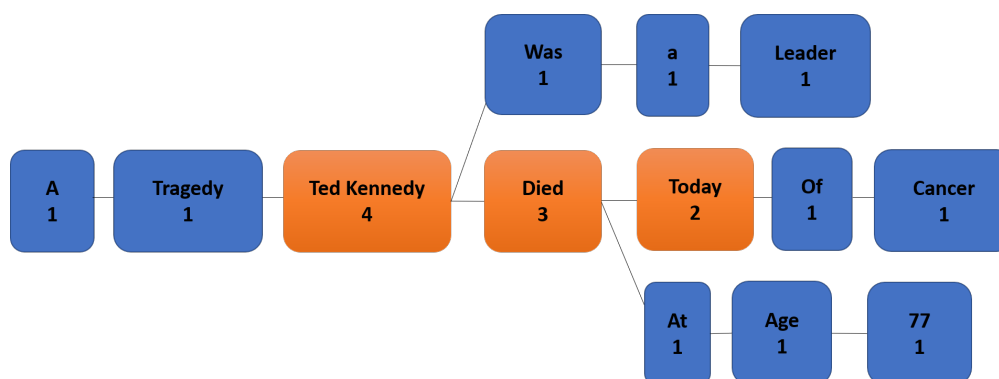 Was
1
a
1
Leader
1
A
1
Tragedy
1
Ted Kennedy
4
Died
3
Today
2
Of
1
Cancer
1
At
1
Age
1
77
1